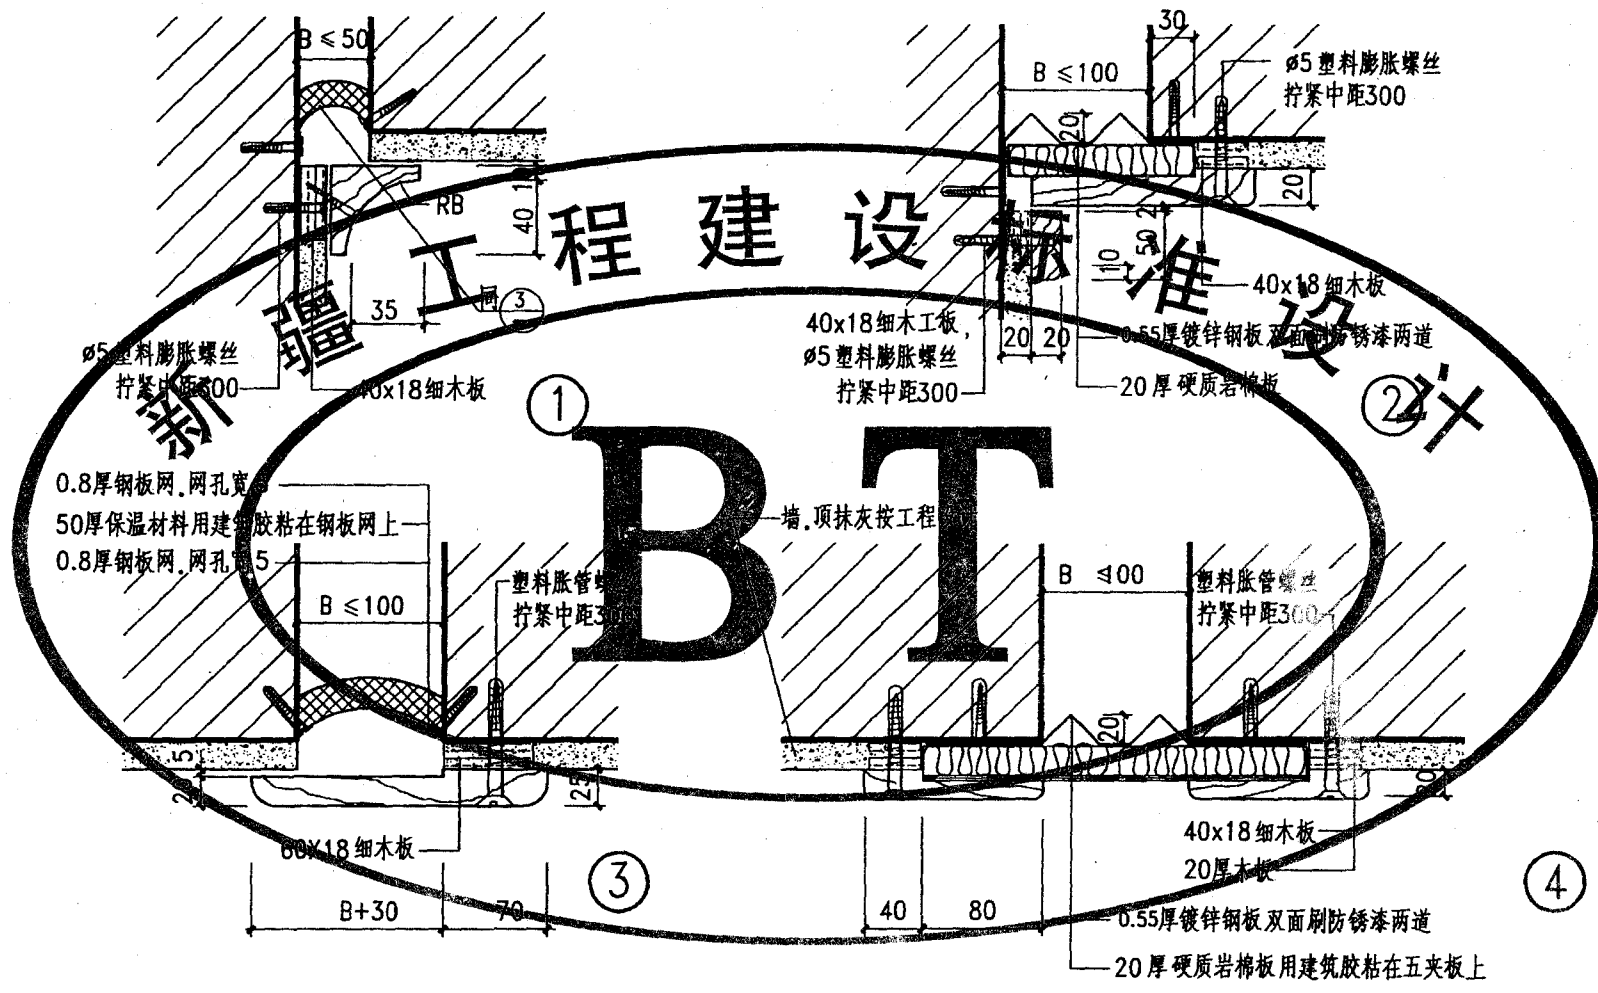 B ≤50
RB
1
40
35
同 3
ø5塑料膨胀螺丝
拧紧中距300
40x18细木板
①
B ≤100
30
ø5塑料膨胀螺丝
拧紧中距300
20
20
50
10
40x18细木板
40x18细木工板,
ø5塑料膨胀螺丝
拧紧中距300
20 20
0.55厚镀锌钢板双面刷防锈漆两道
20厚硬质岩棉板
②
新疆工程建设标准设计
BT
0.8厚钢板网.网孔宽5
50厚保温材料用建筑胶粘在钢板网上
0.8厚钢板网.网孔宽5
B ≤100
塑料胀管螺
拧紧中距300
25
60X18细木板
B+30
70
③
墙.顶抹灰按工程
B ≤100
塑料胀管螺丝
拧紧中距300
20
20
40x18细木板
20厚木板
40
80
0.55厚镀锌钢板双面刷防锈漆两道
20厚硬质岩棉板用建筑胶粘在五夹板上
④